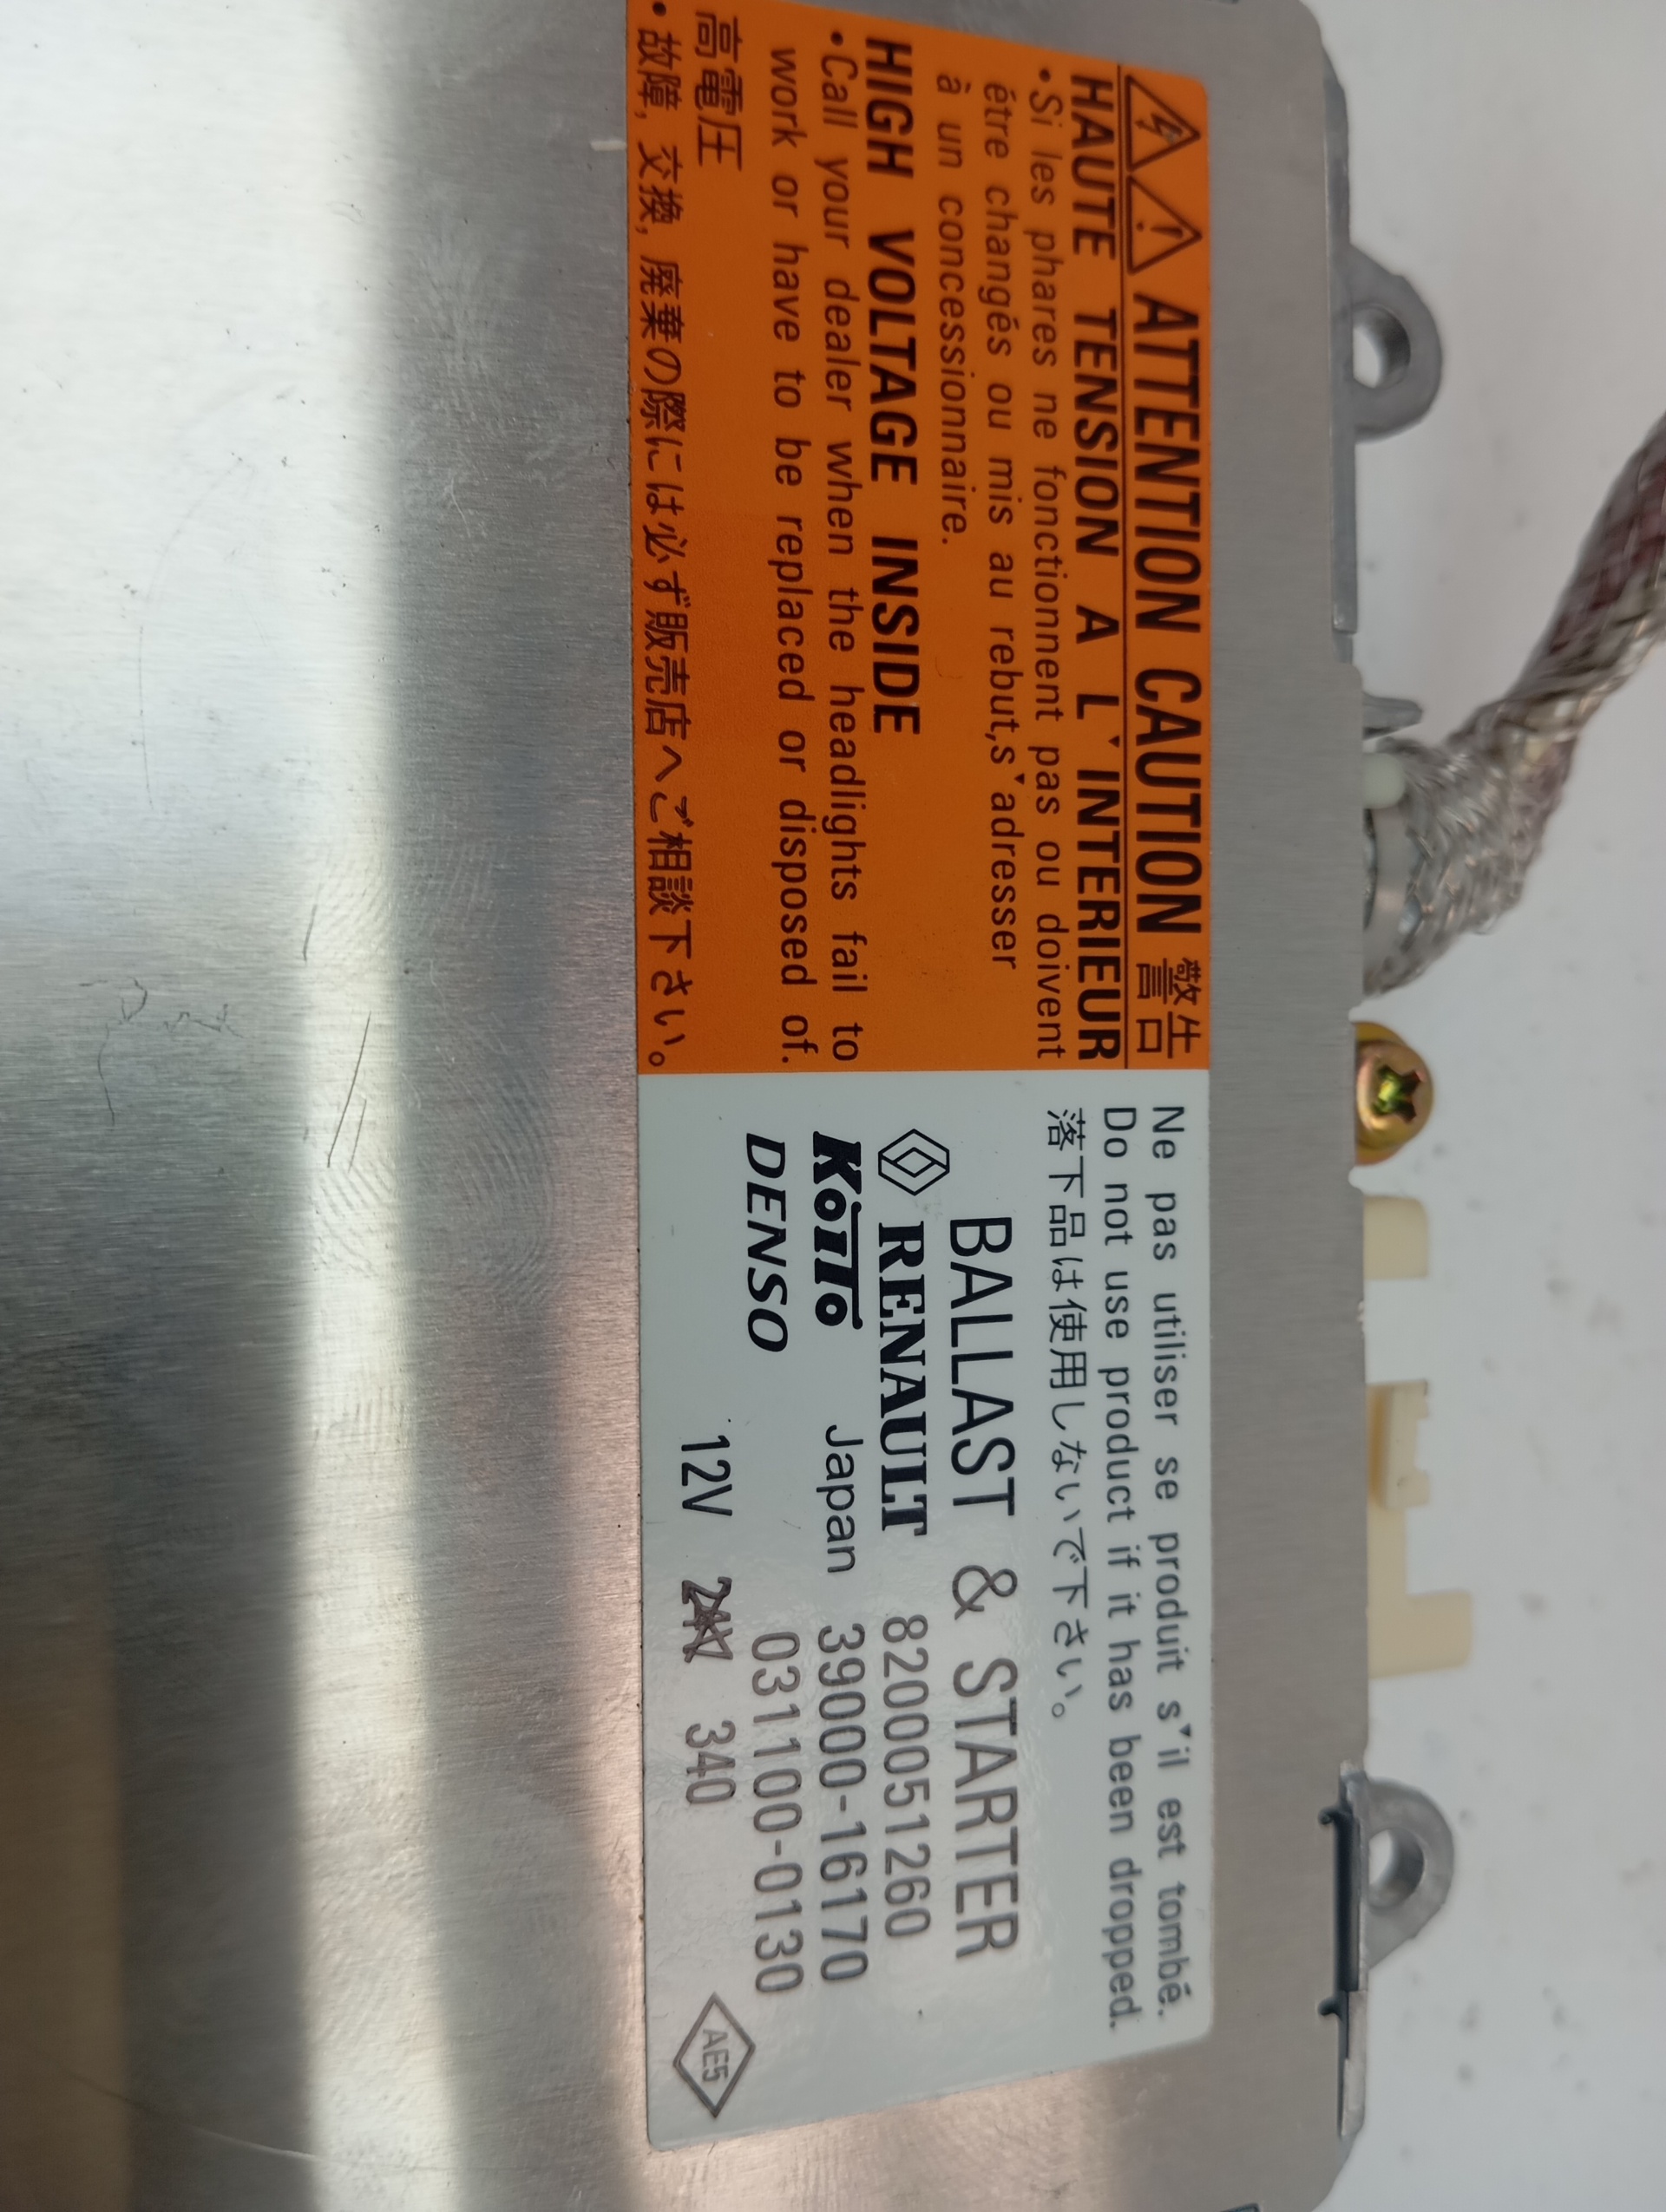 ATTENTION CAUTION 警告
HAUTE TENSION A L'INTERIEUR
•Si les phares ne fonctionnent pas ou doivent
étre changés ou mis au rebut,s'adresser
à un concessionnaire.
HIGH VOLTAGE INSIDE
•Call your dealer when the headlights fail to
work or have to be replaced or disposed of.
高電圧
•故障, 交換, 廃棄の際には必ず販売店へご相談下さい。
Ne pas utiliser se produit s'il est tombé.
Do not use product if it has been dropped.
落下品は使用しないで下さい。
BALLAST & STARTER
RENAULT 8200051260
KOITO Japan 39000-16170
DENSO 031100-0130
12V 24V 340
AE5